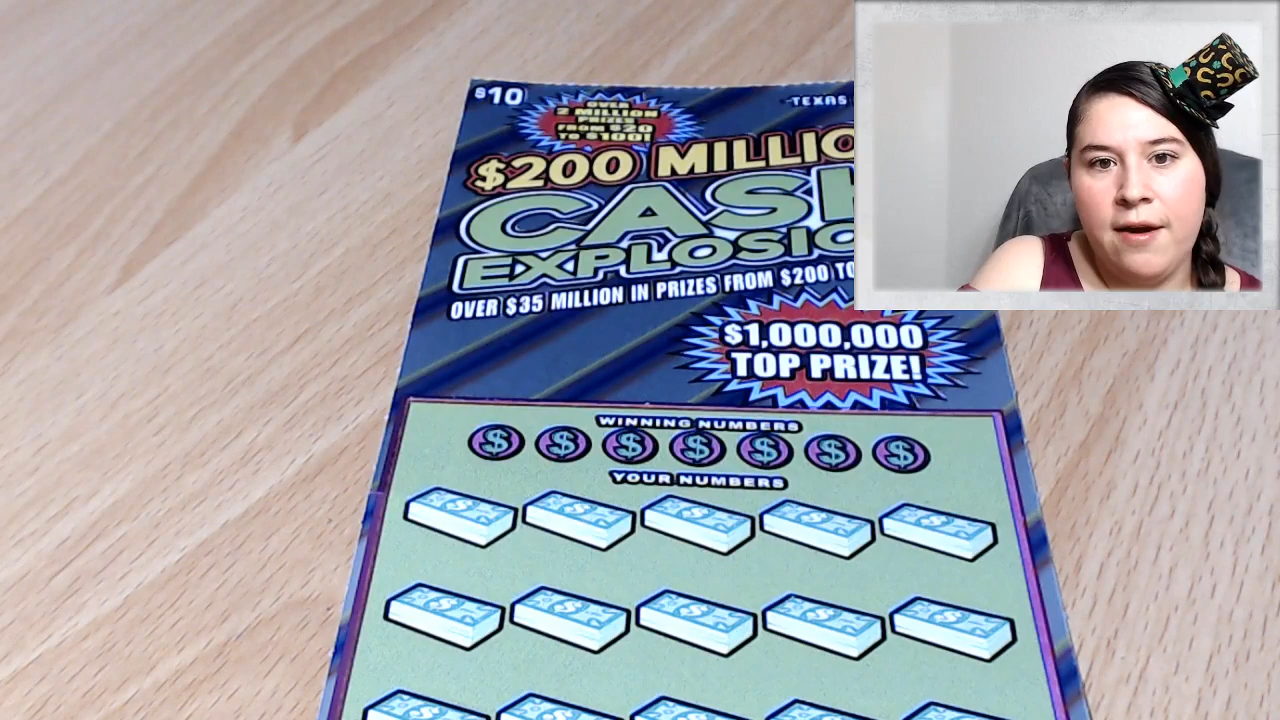 $10
OVER
2 MILLION
PRIZES
FROM $20
TO $100!
TEXAS
$200 MILLIO
CASH
EXPLOSIO
OVER $35 MILLION IN PRIZES FROM $200 TO
$1,000,000
TOP PRIZE!
WINNING NUMBERS
$ $ $ $ $ $ $
YOUR NUMBERS